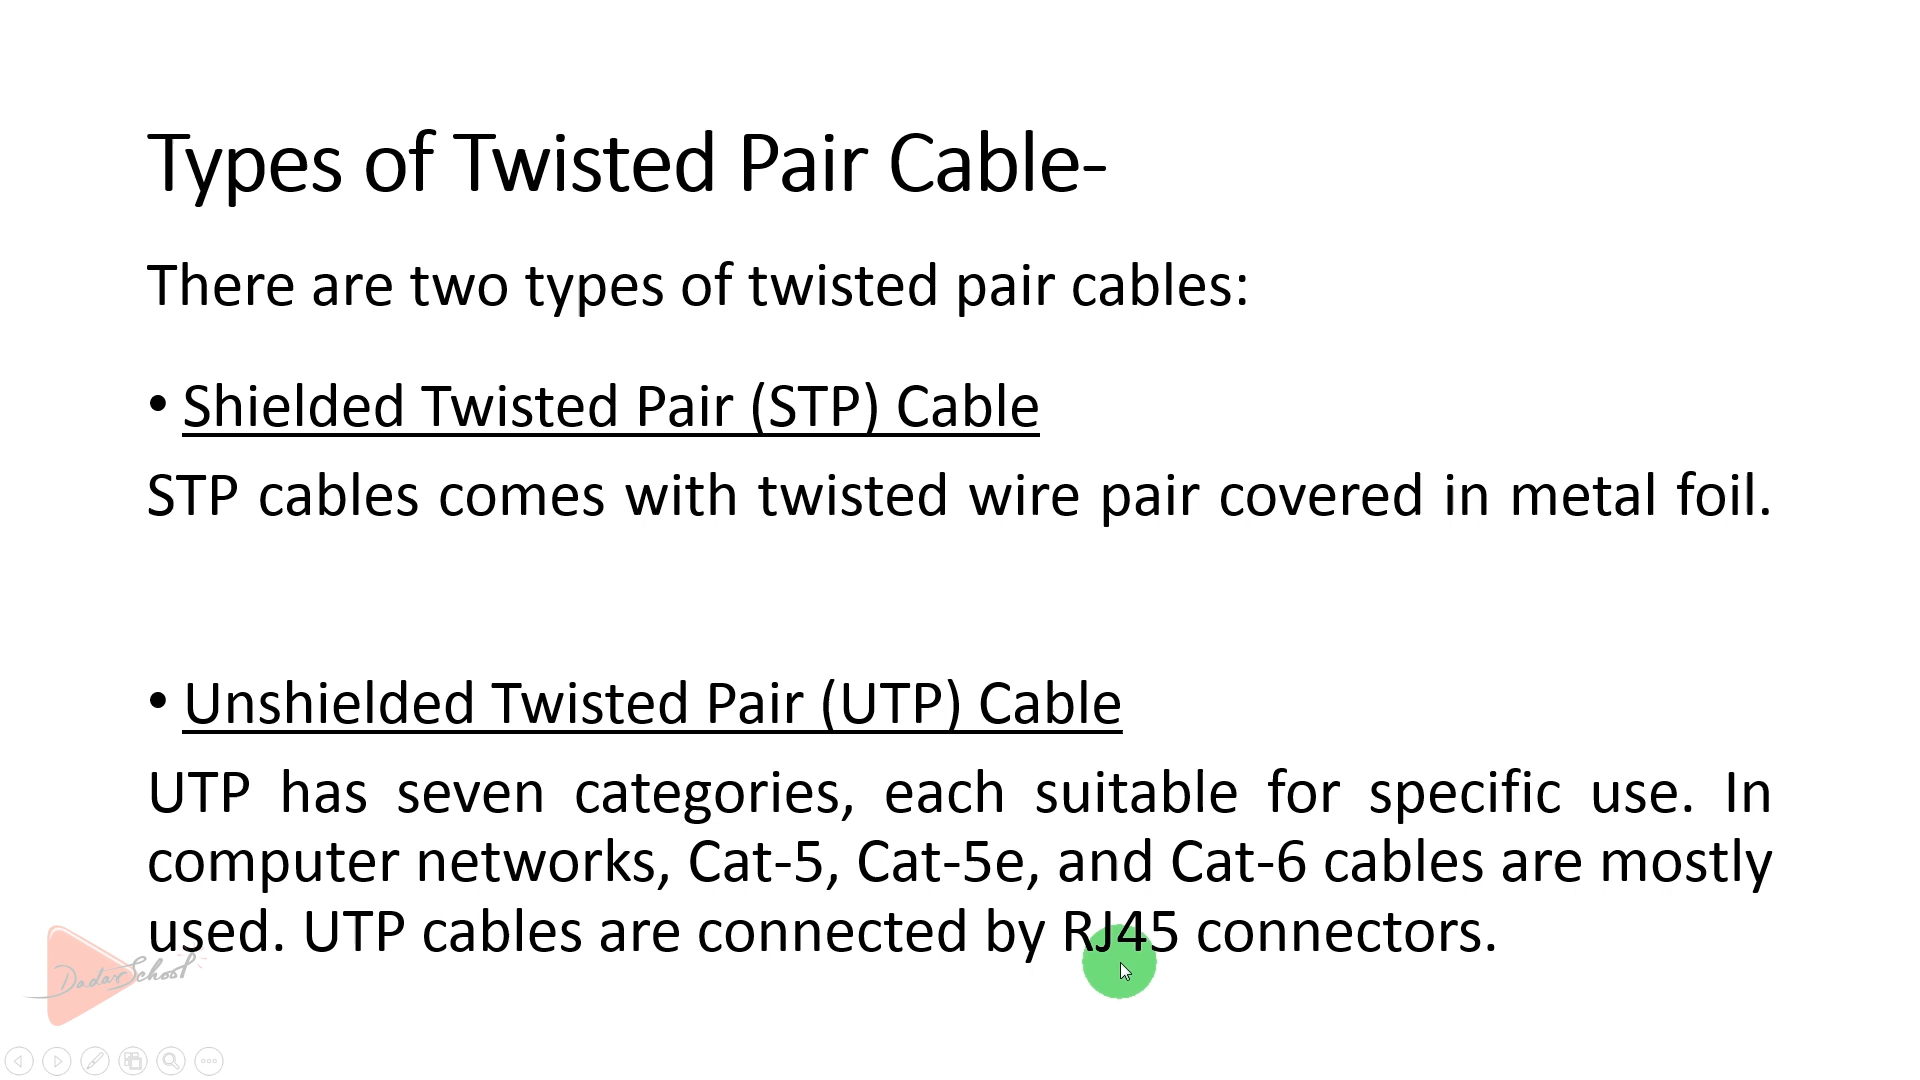 Types of Twisted Pair Cable-
There are two types of twisted pair cables:
• Shielded Twisted Pair (STP) Cable
STP cables comes with twisted wire pair covered in metal foil.
• Unshielded Twisted Pair (UTP) Cable
UTP has seven categories, each suitable for specific use. In
computer networks, Cat-5, Cat-5e, and Cat-6 cables are mostly
used. UTP cables are connected by RJ45 connectors.
Dadar School